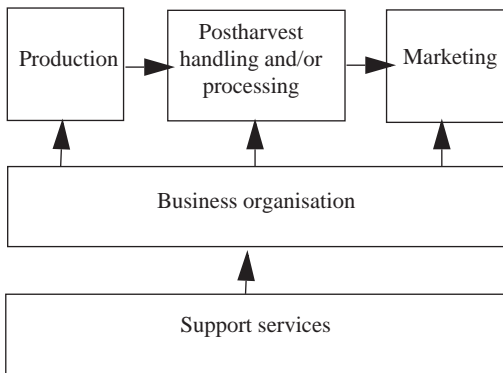 Production
Postharvest
handling and/or
processing
Marketing
Business organisation
Support services